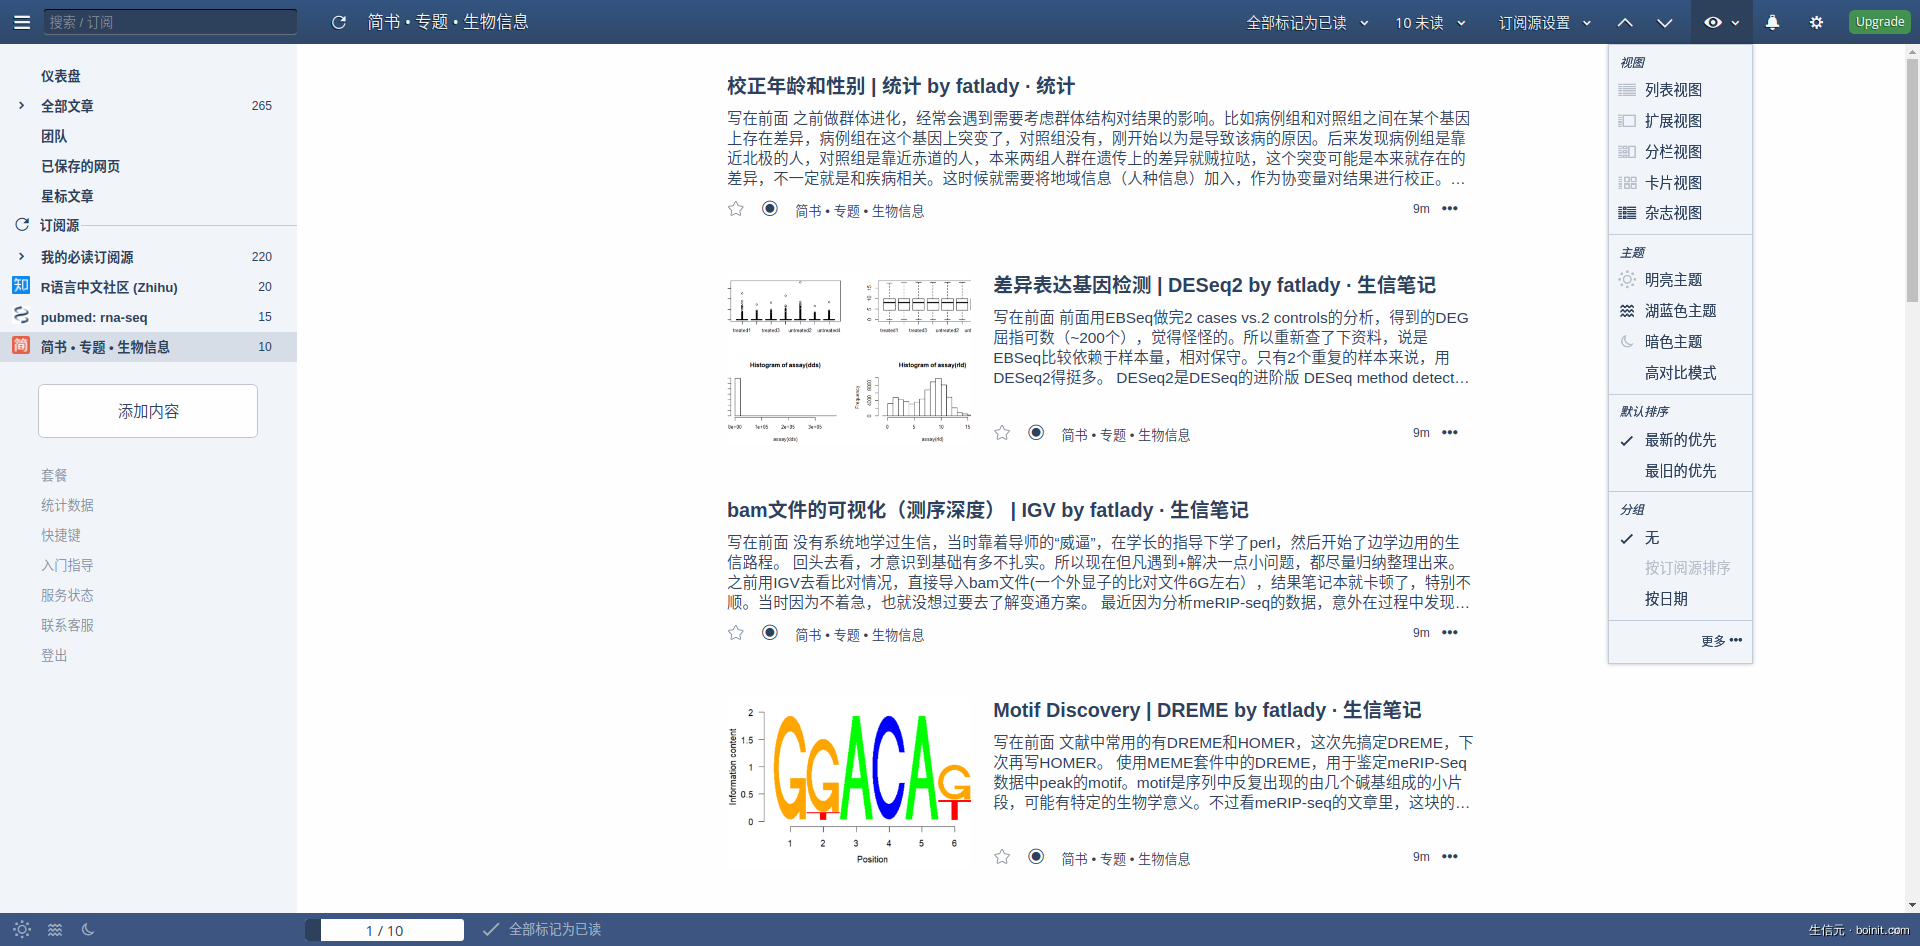 搜索 / 订阅
简书 • 专题 • 生物信息
全部标记为已读
10 未读
订阅源设置
Upgrade
仪表盘
全部文章 265
团队
已保存的网页
星标文章
订阅源
我的必读订阅源 220
知 R语言中文社区 (Zhihu) 20
pubmed: rna-seq 15
简 简书 • 专题 • 生物信息 10
添加内容
套餐
统计数据
快捷键
入门指导
服务状态
联系客服
登出
校正年龄和性别 | 统计 by fatlady · 统计
写在前面 之前做群体进化，经常会遇到需要考虑群体结构对结果的影响。比如病例组和对照组之间在某个基因
上存在差异，病例组在这个基因上突变了，对照组没有，刚开始以为是导致该病的原因。后来发现病例组是靠
近北极的人，对照组是靠近赤道的人，本来两组人群在遗传上的差异就贼拉哒，这个突变可能是本来就存在的
差异，不一定就是和疾病相关。这时候就需要将地域信息（人种信息）加入，作为协变量对结果进行校正。…
简书 • 专题 • 生物信息 9m •••
treated1 treated3 untreated2 untreated4
treated1 treated3 untreated2 unt
Histogram of assay(dds)
0e+00 1e+05 2e+05 3e+05
assay(dds)
Histogram of assay(rld)
Frequency
0 4000 8000
0 5 10 15
assay(rld)
差异表达基因检测 | DESeq2 by fatlady · 生信笔记
写在前面 前面用EBSeq做完2 cases vs.2 controls的分析，得到的DEG
屈指可数（~200个），觉得怪怪的。所以重新查了下资料，说是
EBSeq比较依赖于样本量，相对保守。只有2个重复的样本来说，用
DESeq2得挺多。 DESeq2是DESeq的进阶版 DESeq method detect…
简书 • 专题 • 生物信息 9m •••
bam文件的可视化（测序深度） | IGV by fatlady · 生信笔记
写在前面 没有系统地学过生信，当时靠着导师的“威逼”，在学长的指导下学了perl，然后开始了边学边用的生
信路程。 回头去看，才意识到基础有多不扎实。所以现在但凡遇到+解决一点小问题，都尽量归纳整理出来。
之前用IGV去看比对情况，直接导入bam文件(一个外显子的比对文件6G左右），结果笔记本就卡顿了，特别不
顺。当时因为不着急，也就没想过要去了解变通方案。 最近因为分析meRIP-seq的数据，意外在过程中发现…
简书 • 专题 • 生物信息 9m •••
Information content
2
1.5
1
0.5
0
GGACAG
T T
1 2 3 4 5 6
Position
Motif Discovery | DREME by fatlady · 生信笔记
写在前面 文献中常用的有DREME和HOMER，这次先搞定DREME，下
次再写HOMER。 使用MEME套件中的DREME，用于鉴定meRIP-Seq
数据中peak的motif。motif是序列中反复出现的由几个碱基组成的小片
段，可能有特定的生物学意义。不过看meRIP-seq的文章里，这块的…
简书 • 专题 • 生物信息 9m •••
视图
列表视图
扩展视图
分栏视图
卡片视图
杂志视图
主题
明亮主题
湖蓝色主题
暗色主题
高对比模式
默认排序
最新的优先
最旧的优先
分组
无
按订阅源排序
按日期
更多 •••
1 / 10
全部标记为已读
生信元 · boinit.com